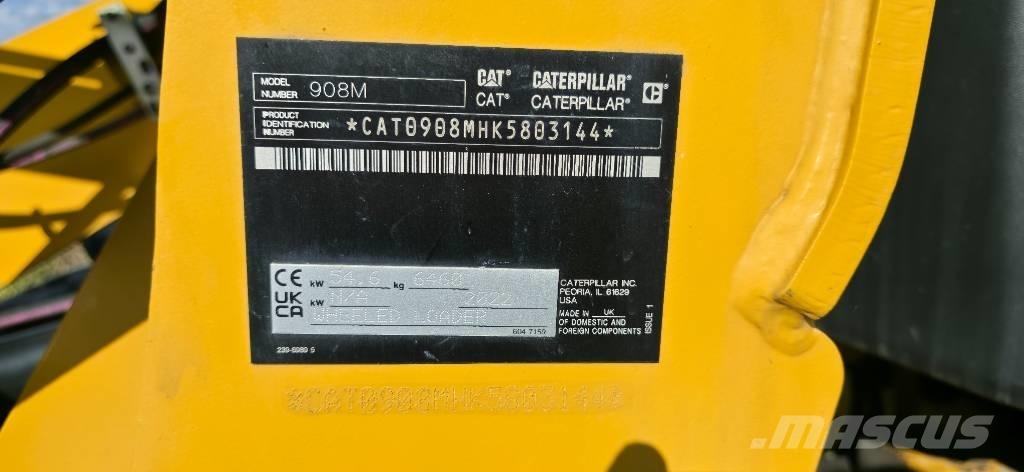 MODEL NUMBER 908M
CAT® CATERPILLAR®
CAT® CATERPILLAR® C
PRODUCT IDENTIFICATION NUMBER *CAT0908MHK5803144*
CE kW 54.6 kg 6460
UKCA kW N/A 2022
WHEELED LOADER
604 7159
CATERPILLAR INC.
PEORIA, IL 61629
USA
MADE IN UK
OF DOMESTIC AND
FOREIGN COMPONENTS
ISSUE 1
239-5989 5
*CAT0908MHK5803144*
MASCUS